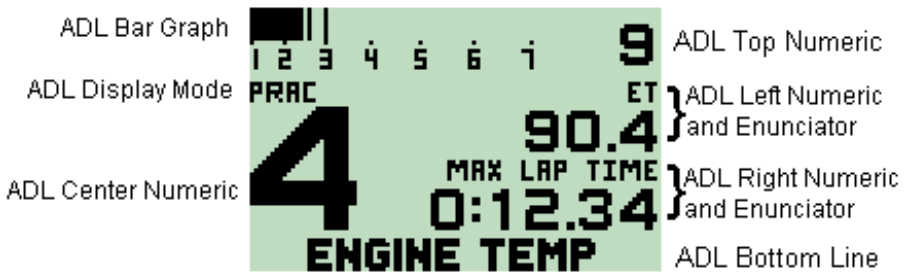 ADL Bar Graph
1 2 3 4 5 6 7
9
ADL Top Numeric
ADL Display Mode
PRAC
ET
ADL Left Numeric
and Enunciator
90.4
4
ADL Center Numeric
MAX LAP TIME
0:12.34
ADL Right Numeric
and Enunciator
ENGINE TEMP
ADL Bottom Line